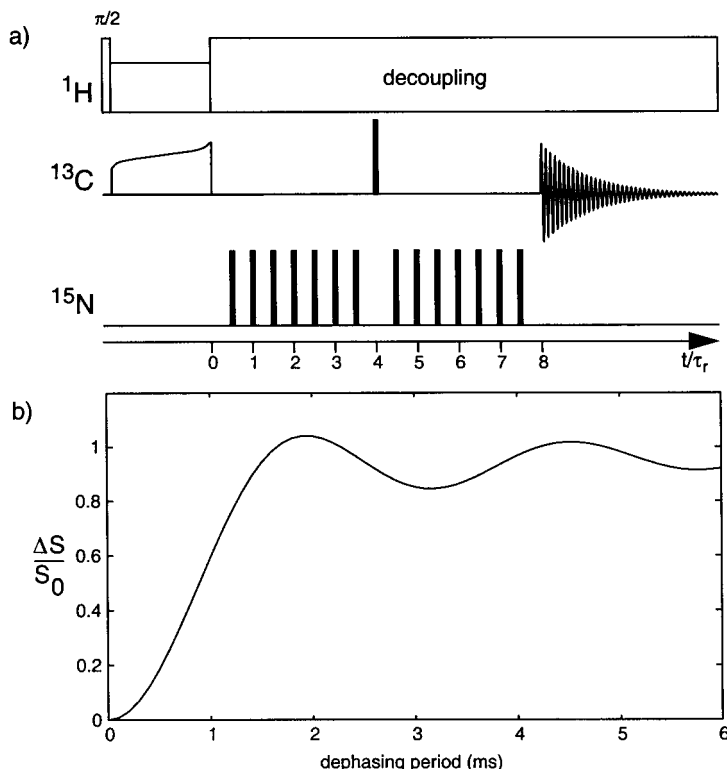 a)
π/2
¹H
decoupling
¹³C
¹⁵N
0 1 2 3 4 5 6 7 8 t/τᵣ
b)
1
0.8
0.6
0.4
0.2
0
ΔS
S₀
0 1 2 3 4 5 6
dephasing period (ms)